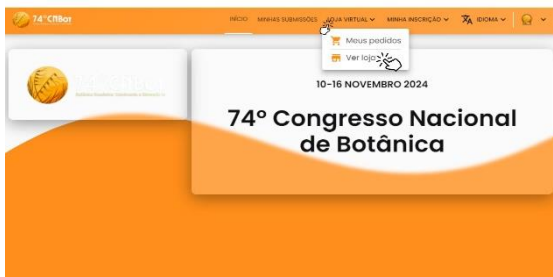 74° CNBot
INÍCIO MINHAS SUBMISSÕES LOJA VIRTUAL MINHA INSCRIÇÃO IDIOMA
Meus pedidos
Ver loja
10-16 NOVEMBRO 2024
74º Congresso Nacional
de Botânica